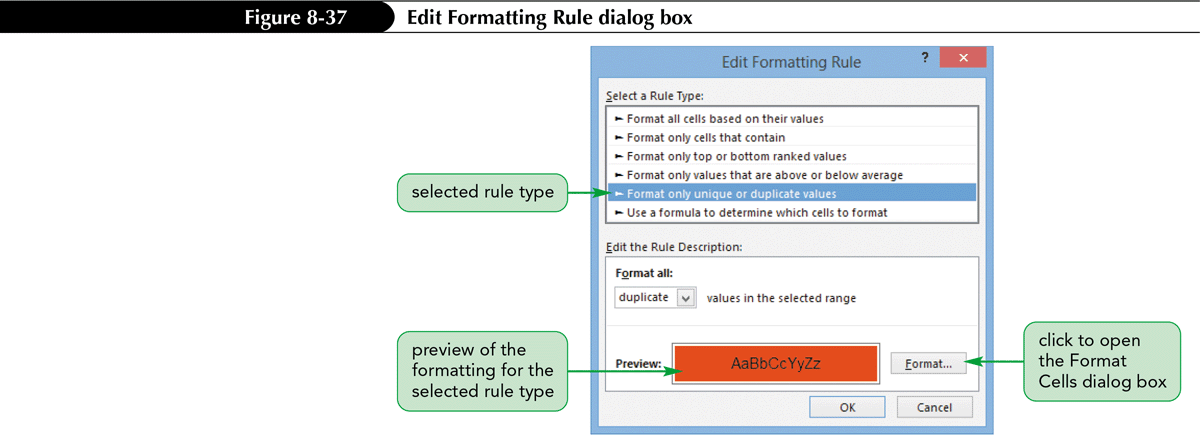 Figure 8-37 Edit Formatting Rule dialog box
Edit Formatting Rule ?
Select a Rule Type:
► Format all cells based on their values
► Format only cells that contain
► Format only top or bottom ranked values
► Format only values that are above or below average
selected rule type
► Format only unique or duplicate values
► Use a formula to determine which cells to format
Edit the Rule Description:
Format all:
duplicate values in the selected range
preview of the
formatting for the
selected rule type
Preview: AaBbCcYyZz Format...
click to open
the Format
Cells dialog box
OK Cancel